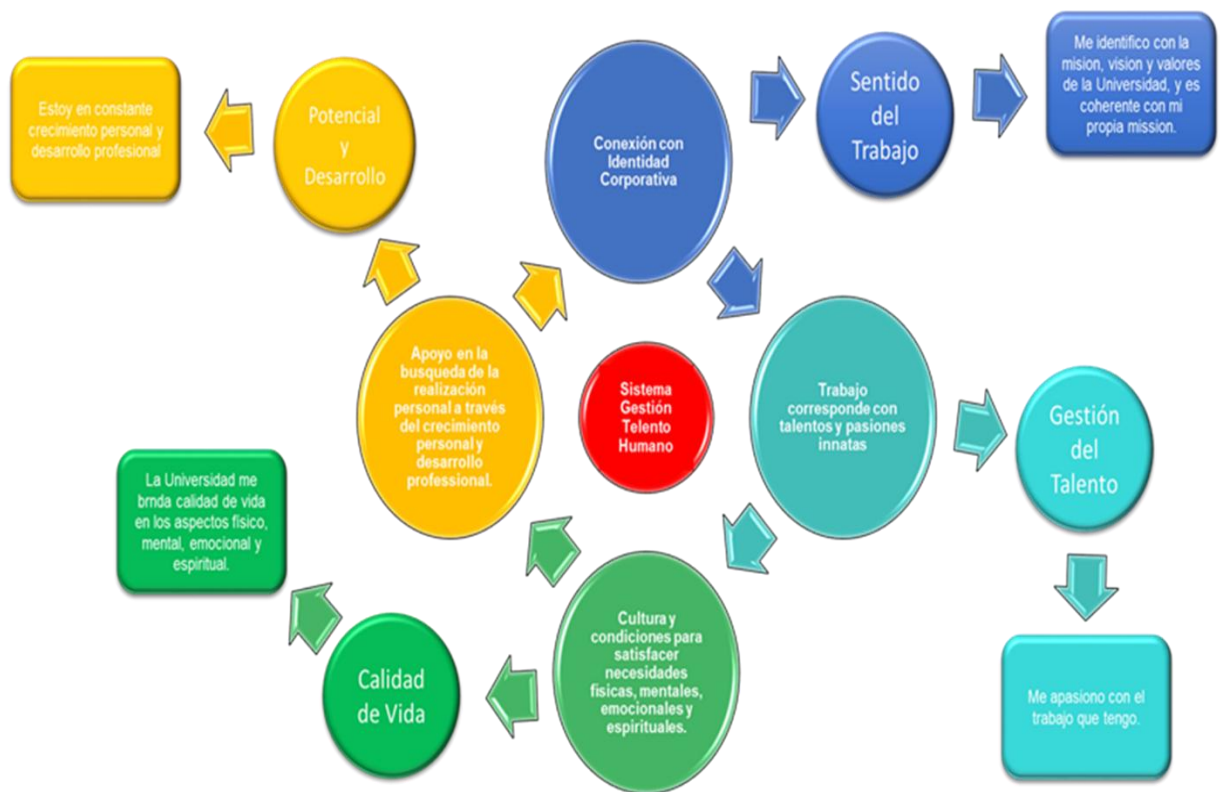 Estoy en constante
crecimiento personal y
desarrollo profesional
Potencial
y
Desarrollo
Conexión con
Identidad
Corporativa
Sentido
del
Trabajo
Me identifico con la
mision, vision y valores
de la Universidad, y es
coherente con mi
propia mission.
Apoyo en la
busqueda de la
realización
personal a través
del crecimiento
personal y
desarrollo
professional.
Sistema
Gestión
Telento
Humano
Trabajo
corresponde con
talentos y pasiones
innatas
Gestión
del
Talento
La Universidad me
brnda calidad de vida
en los aspectos físico,
mental, emocional y
espiritual.
Calidad
de Vida
Cultura y
condiciones para
satisfacer
necesidades
físicas, mentales,
emocionales y
espirituales.
Me apasiono con el
trabajo que tengo.